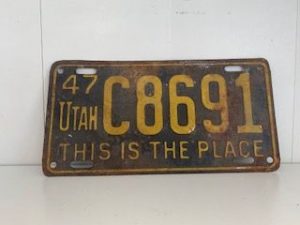 47
UTAH C8691
THIS IS THE PLACE